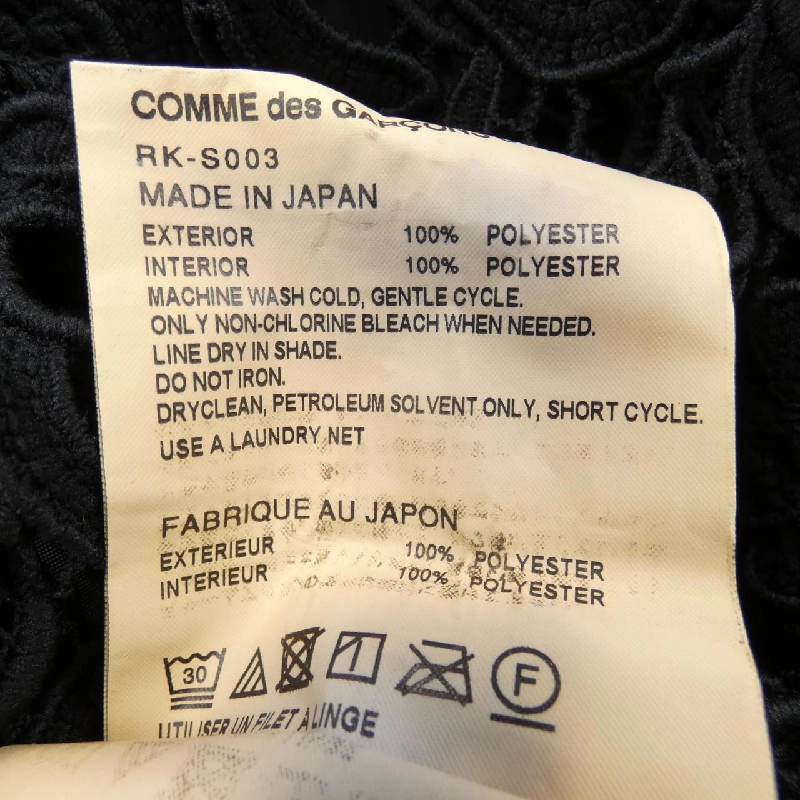 COMME des GARÇONS
RK-S003
MADE IN JAPAN
EXTERIOR 100% POLYESTER
INTERIOR 100% POLYESTER
MACHINE WASH COLD, GENTLE CYCLE.
ONLY NON-CHLORINE BLEACH WHEN NEEDED.
LINE DRY IN SHADE.
DO NOT IRON.
DRYCLEAN, PETROLEUM SOLVENT ONLY, SHORT CYCLE.
USE A LAUNDRY NET
FABRIQUE AU JAPON
EXTERIEUR 100% POLYESTER
INTERIEUR 100% POLYESTER
30 F
UTILISER UN FILET A LINGE